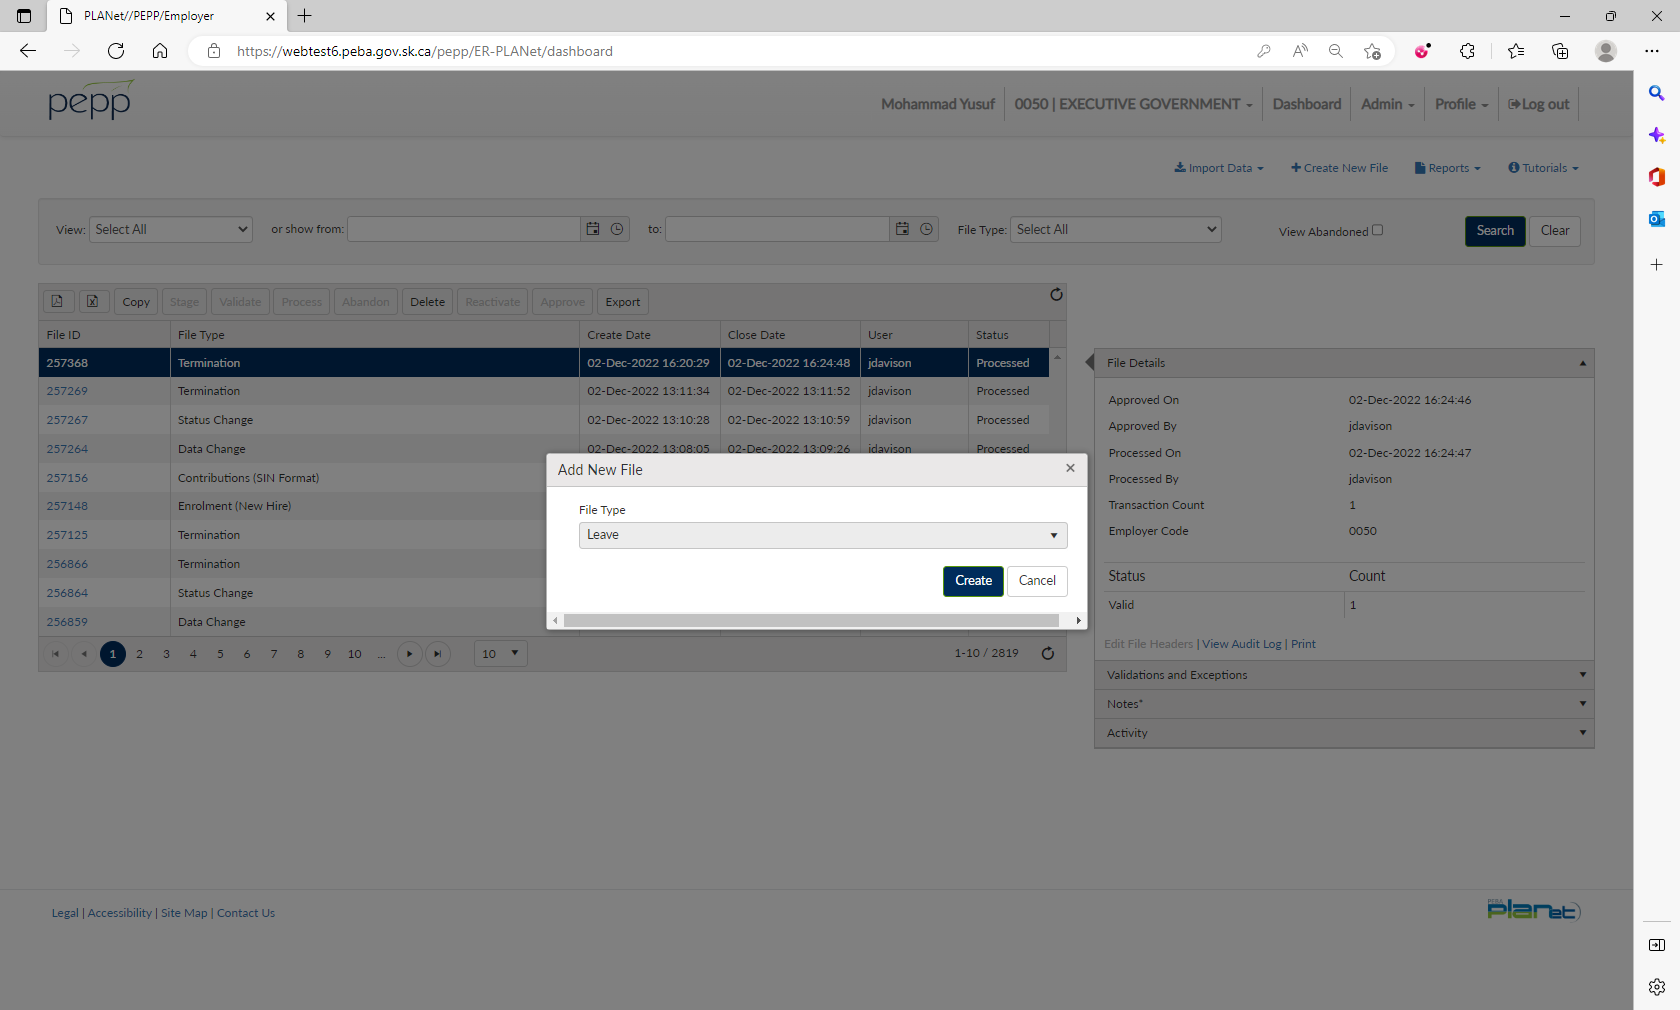 PLANet//PEPP/Employer
https://webtest6.peba.gov.sk.ca/pepp/ER-PLANet/dashboard
pepp
Mohammad Yusuf
0050 | EXECUTIVE GOVERNMENT
Dashboard
Admin
Profile
Log out
Import Data
Create New File
Reports
Tutorials
View: Select All
or show from:
to:
File Type: Select All
View Abandoned
Search
Clear
Copy Stage Validate Process Abandon Delete Reactivate Approve Export
File ID File Type Create Date Close Date User Status
257368 Termination 02-Dec-2022 16:20:29 02-Dec-2022 16:24:48 jdavison Processed
257269 Termination 02-Dec-2022 13:11:34 02-Dec-2022 13:11:52 jdavison Processed
257267 Status Change 02-Dec-2022 13:10:28 02-Dec-2022 13:10:59 jdavison Processed
257264 Data Change 02-Dec-2022 13:08:05 02-Dec-2022 13:09:26 jdavison Processed
257156 Contributions (SIN Format)
257148 Enrolment (New Hire)
257125 Termination
256866 Termination
256864 Status Change
256859 Data Change
1 2 3 4 5 6 7 8 9 10 ...
10
1-10 / 2819
Add New File
File Type
Leave
Create
Cancel
File Details
Approved On 02-Dec-2022 16:24:46
Approved By jdavison
Processed On 02-Dec-2022 16:24:47
Processed By jdavison
Transaction Count 1
Employer Code 0050
Status Count
Valid 1
Edit File Headers | View Audit Log | Print
Validations and Exceptions
Notes*
Activity
Legal | Accessibility | Site Map | Contact Us
PEBA
planet